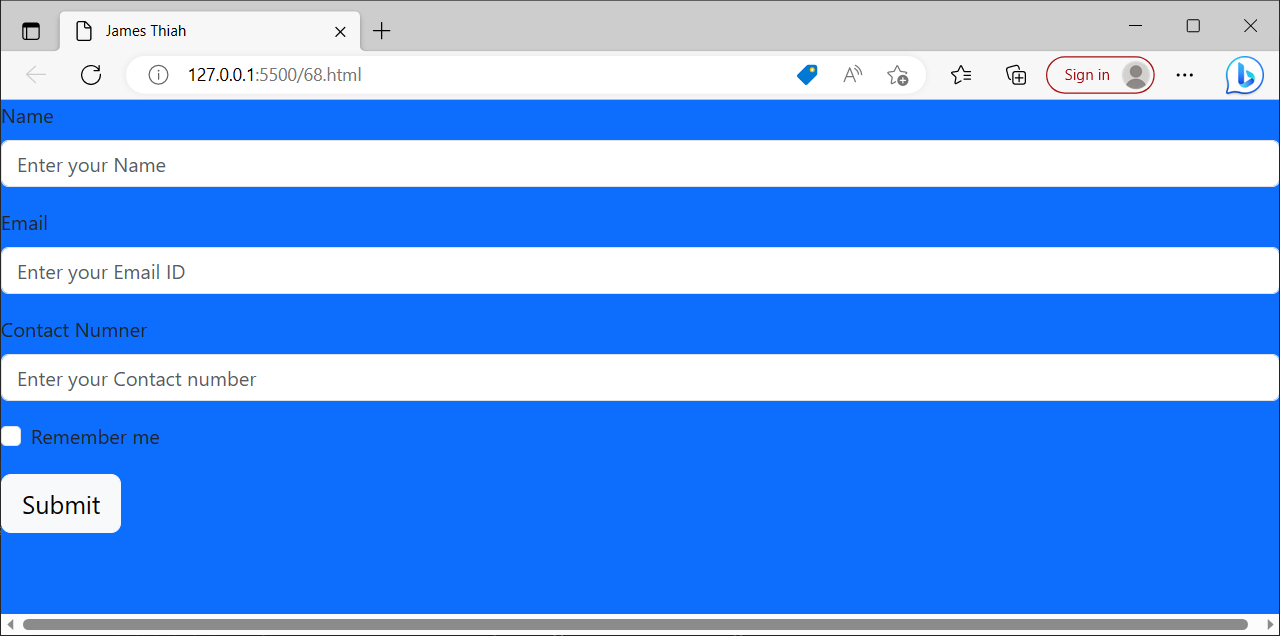 James Thiah
127.0.0.1:5500/68.html
Sign in
Name
Enter your Name
Email
Enter your Email ID
Contact Numner
Enter your Contact number
Remember me
Submit